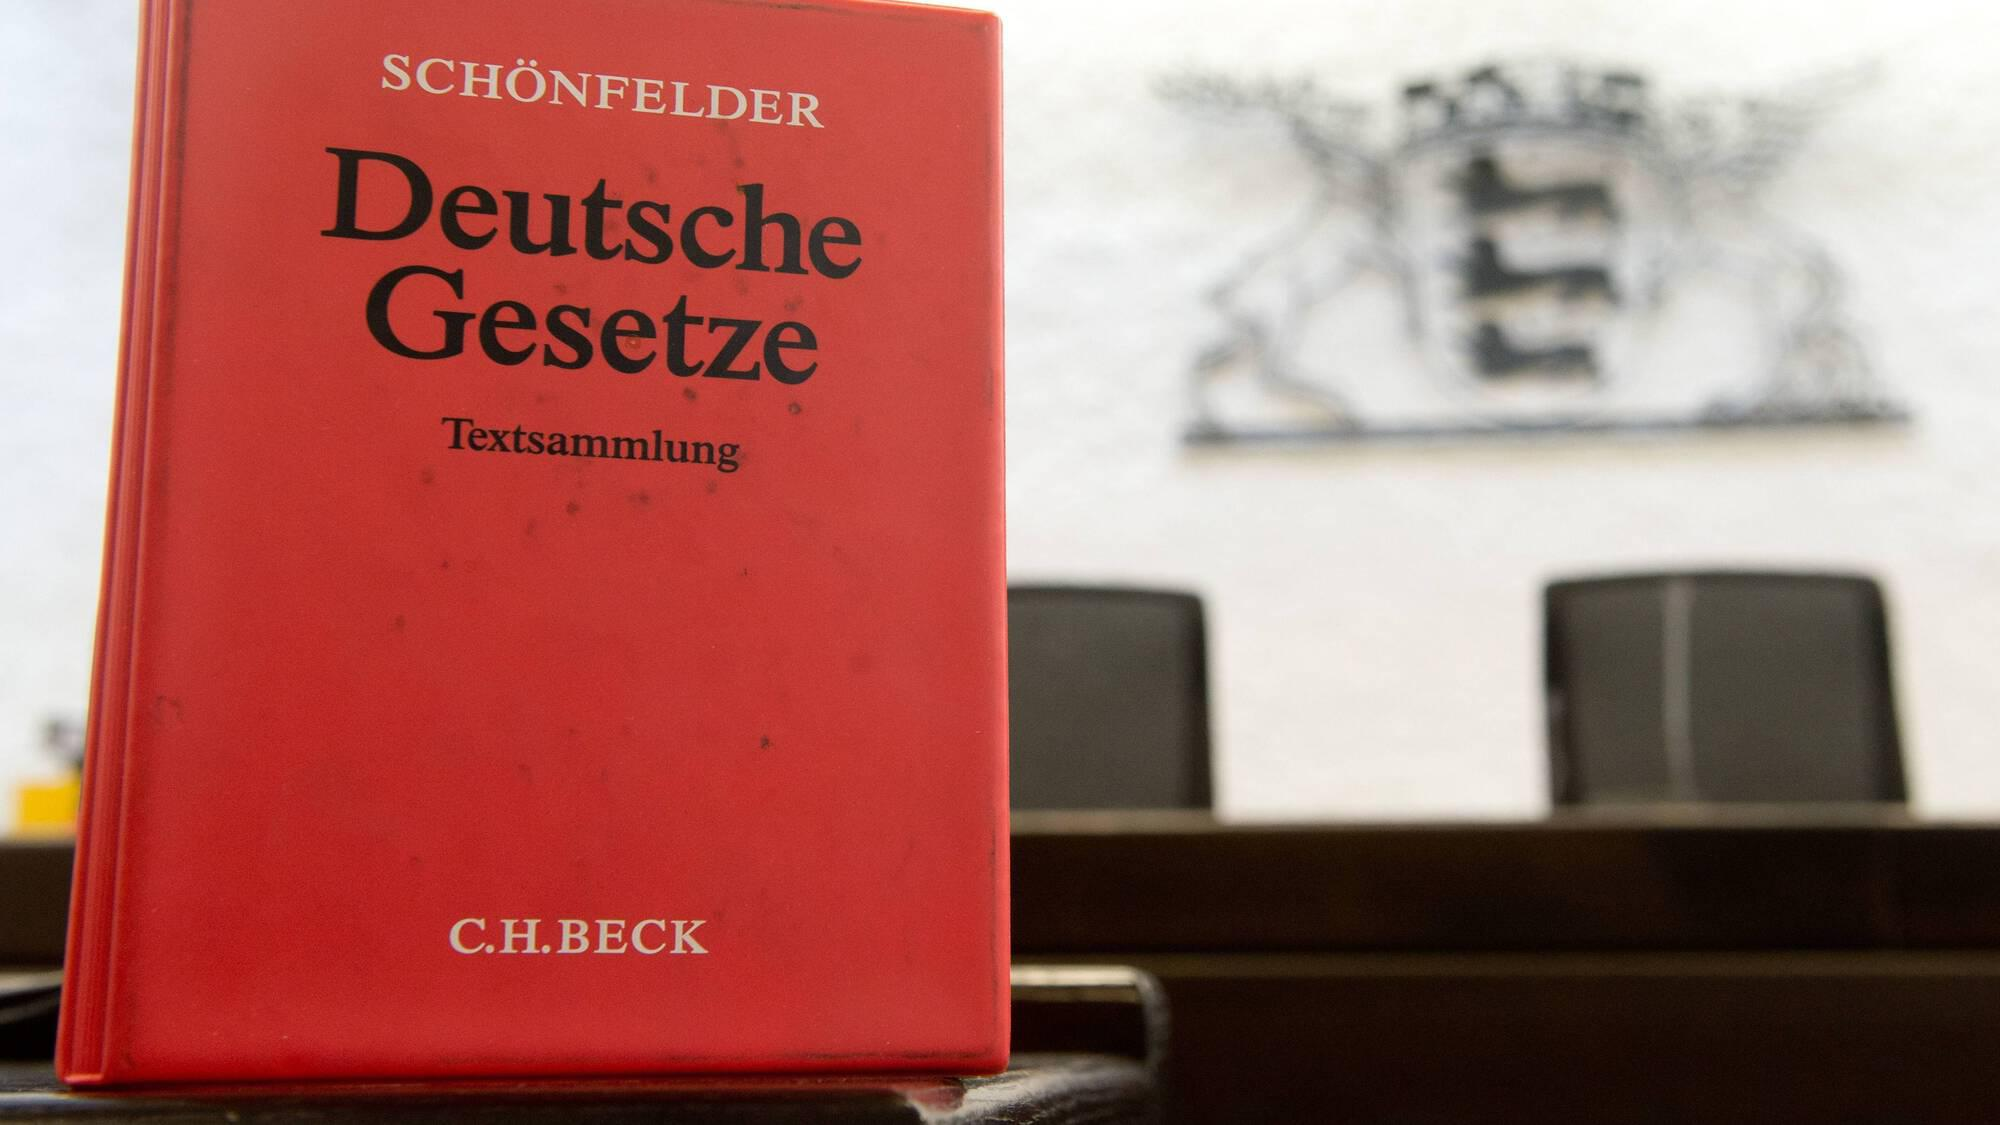 SCHÖNFELDER
Deutsche
Gesetze
Textsammlung
C.H.BECK